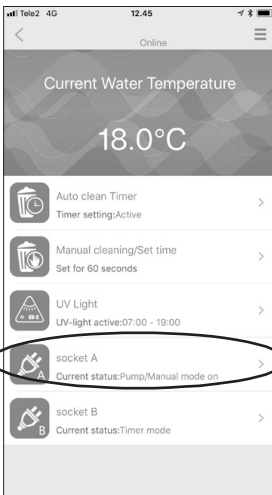 Tele2 4G 12.45
Online
Current Water Temperature
18.0°C
Auto clean Timer
Timer setting:Active
Manual cleaning/Set time
Set for 60 seconds
UV-C
UV Light
UV-light active:07:00 - 19:00
A
socket A
Current status:Pump/Manual mode on
B
socket B
Current status:Timer mode